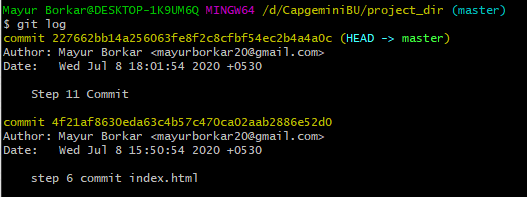 Mayur Borkar@DESKTOP-1K9UM6Q MINGW64 /d/CapgeminiBU/project_dir (master)
$ git log
commit 227662bb14a256063fe8f2c8cfbf54ec2b4a4a0c (HEAD -> master)
Author: Mayur Borkar <mayurborkar20@gmail.com>
Date:   Wed Jul 8 18:01:54 2020 +0530
    Step 11 Commit
commit 4f21af8630eda63c4b57c470ca02aab2886e52d0
Author: Mayur Borkar <mayurborkar20@gmail.com>
Date:   Wed Jul 8 15:50:54 2020 +0530
    step 6 commit index.html